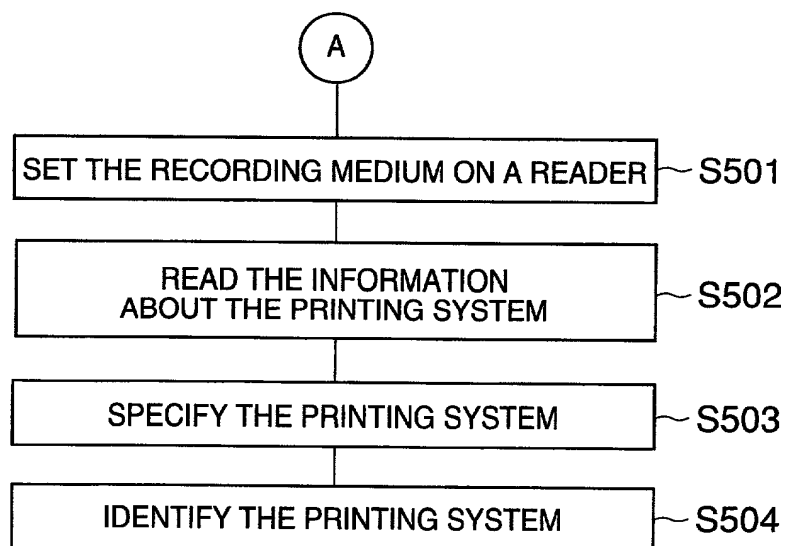 A
SET THE RECORDING MEDIUM ON A READER
S501
READ THE INFORMATION
ABOUT THE PRINTING SYSTEM
S502
SPECIFY THE PRINTING SYSTEM
S503
IDENTIFY THE PRINTING SYSTEM
S504